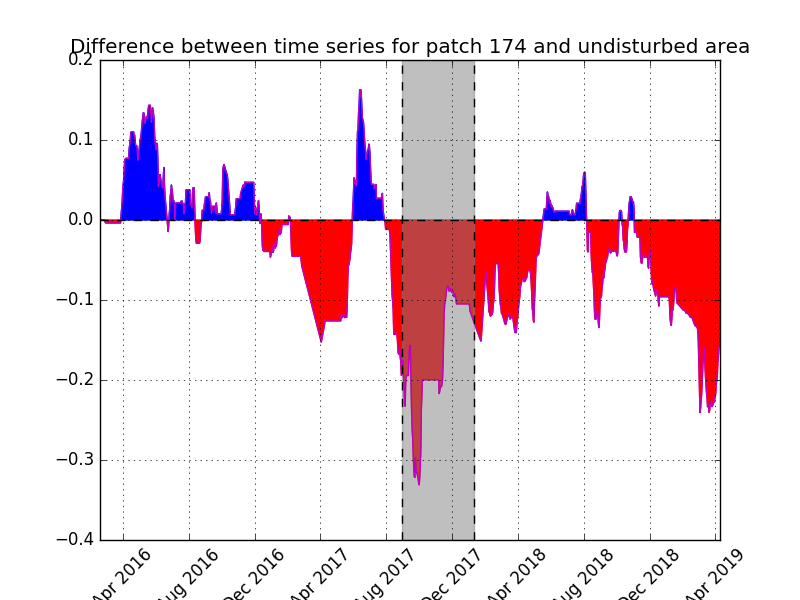 Difference between time series for patch 174 and undisturbed area
0.2
0.1
0.0
−0.1
−0.2
−0.3
−0.4
Apr 2016
Aug 2016
Dec 2016
Apr 2017
Aug 2017
Dec 2017
Apr 2018
Aug 2018
Dec 2018
Apr 2019